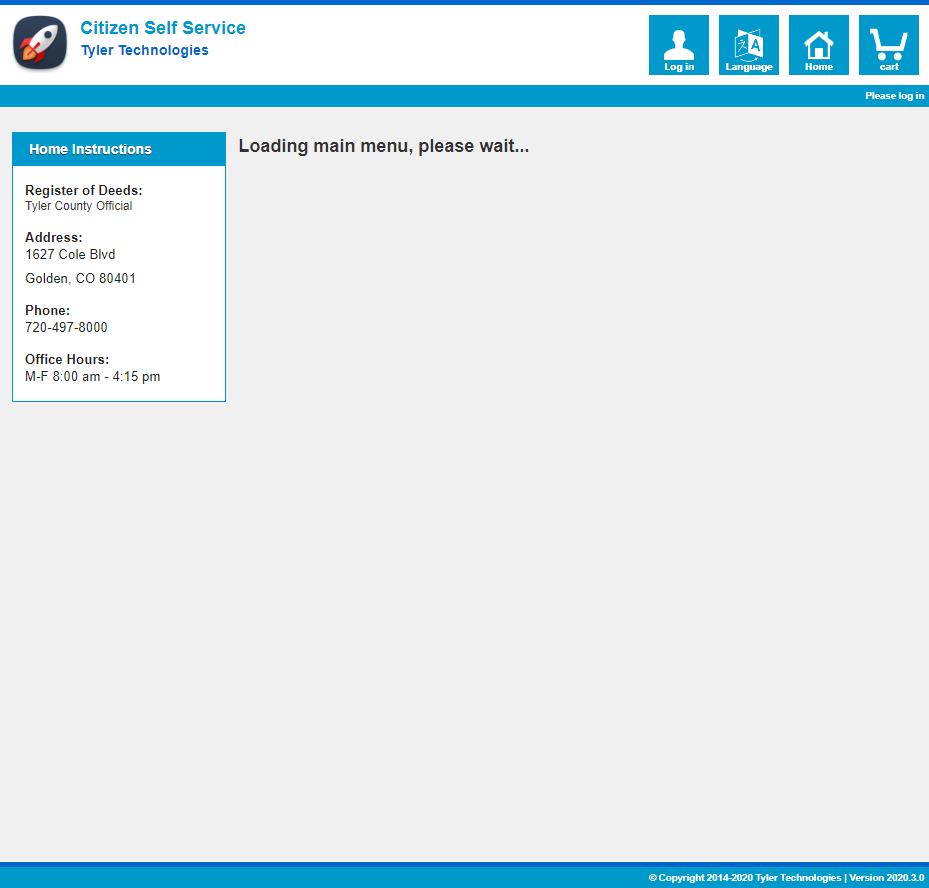 Citizen Self Service
Tyler Technologies
Log in
Language
文 A
Home
cart
Please log in
Home Instructions
Loading main menu, please wait...
Register of Deeds:
Tyler County Official
Address:
1627 Cole Blvd
Golden, CO 80401
Phone:
720-497-8000
Office Hours:
M-F 8:00 am - 4:15 pm
© Copyright 2014-2020 Tyler Technologies | Version 2020.3.0